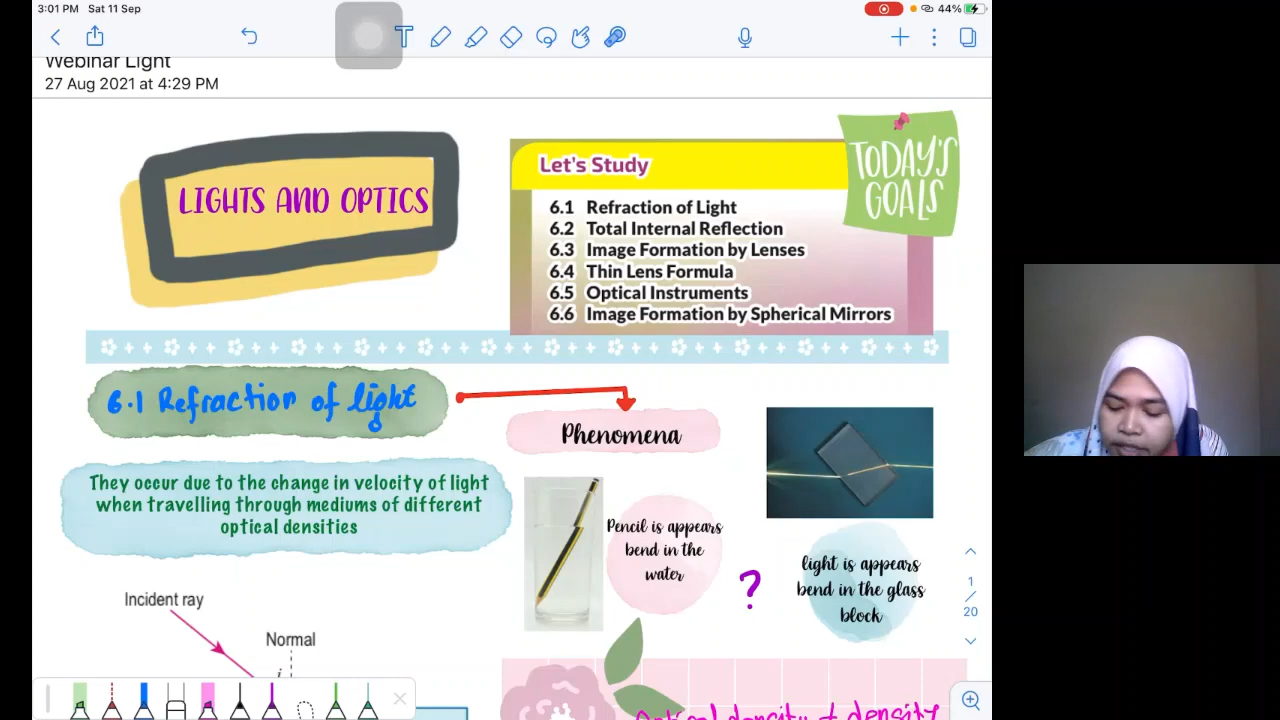 3:01 PM Sat 11 Sep
44%
Webinar Light
27 Aug 2021 at 4:29 PM
LIGHTS AND OPTICS
Let's Study
TODAY'S
GOALS
6.1 Refraction of Light
6.2 Total Internal Reflection
6.3 Image Formation by Lenses
6.4 Thin Lens Formula
6.5 Optical Instruments
6.6 Image Formation by Spherical Mirrors
6.1 Refraction of light
Phenomena
They occur due to the change in velocity of light
when travelling through mediums of different
optical densities
Pencil is appears
bend in the
water
?
light is appears
bend in the glass
block
1
/
20
Incident ray
Normal
i
Optical density ≠ density